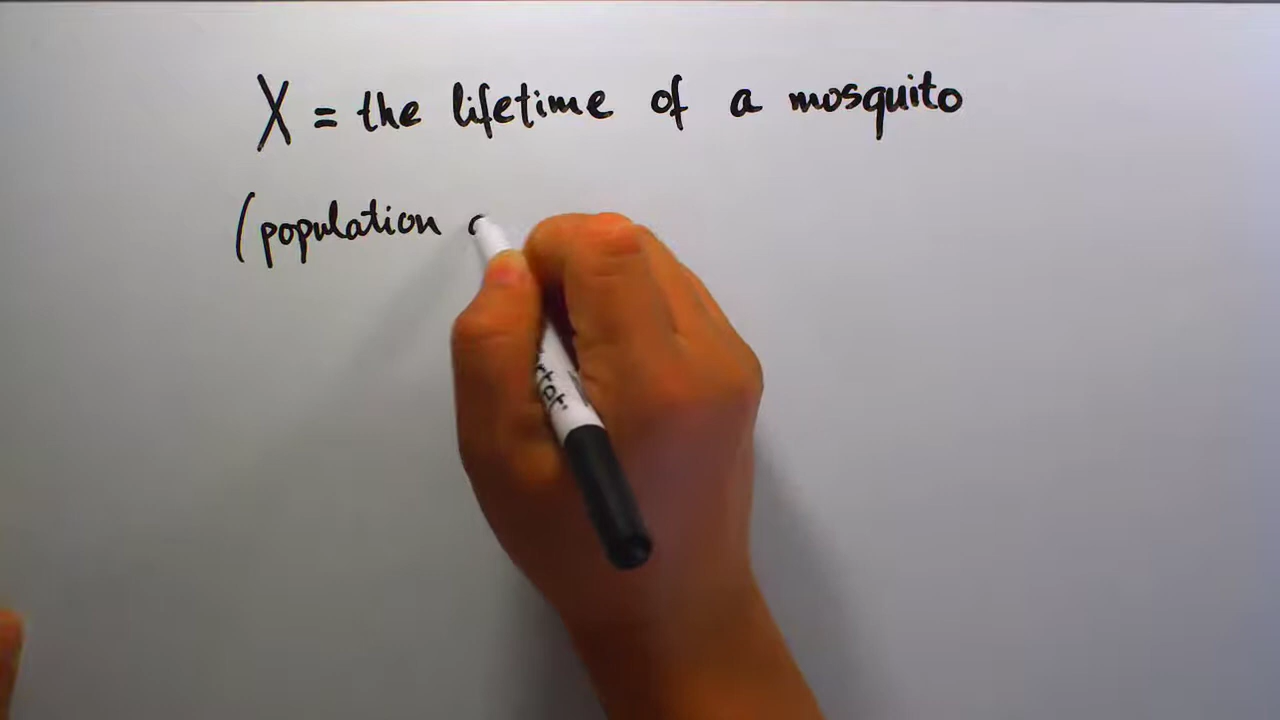 X = the lifetime of a mosquito
(population